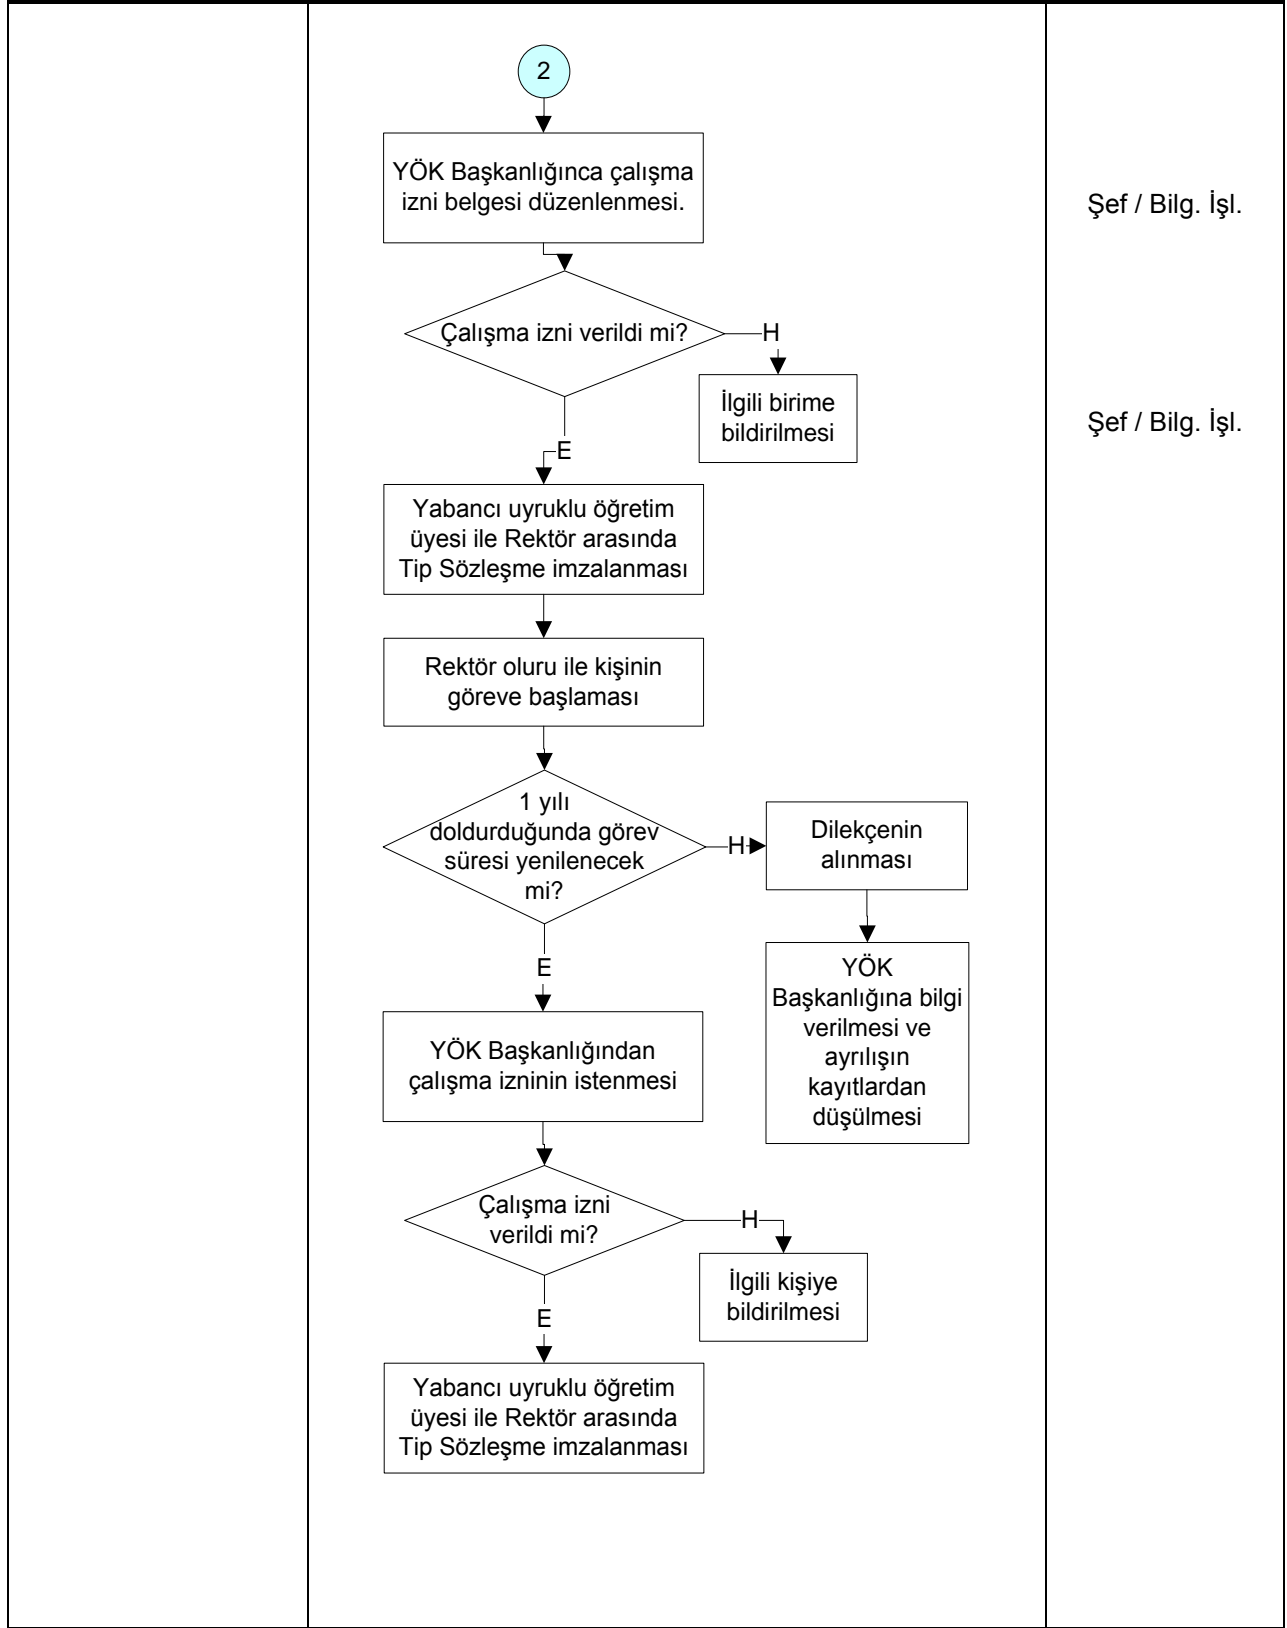 2
YÖK Başkanlığınca çalışma
izni belgesi düzenlenmesi.
Şef / Bilg. İşl.
Çalışma izni verildi mi?
H
İlgili birime
bildirilmesi
Şef / Bilg. İşl.
E
Yabancı uyruklu öğretim
üyesi ile Rektör arasında
Tip Sözleşme imzalanması
Rektör oluru ile kişinin
göreve başlaması
1 yılı
doldurduğunda görev
süresi yenilenecek
mi?
H
Dilekçenin
alınması
YÖK
Başkanlığına bilgi
verilmesi ve
ayrılışın
kayıtlardan
düşülmesi
E
YÖK Başkanlığından
çalışma izninin istenmesi
Çalışma izni
verildi mi?
H
İlgili kişiye
bildirilmesi
E
Yabancı uyruklu öğretim
üyesi ile Rektör arasında
Tip Sözleşme imzalanması